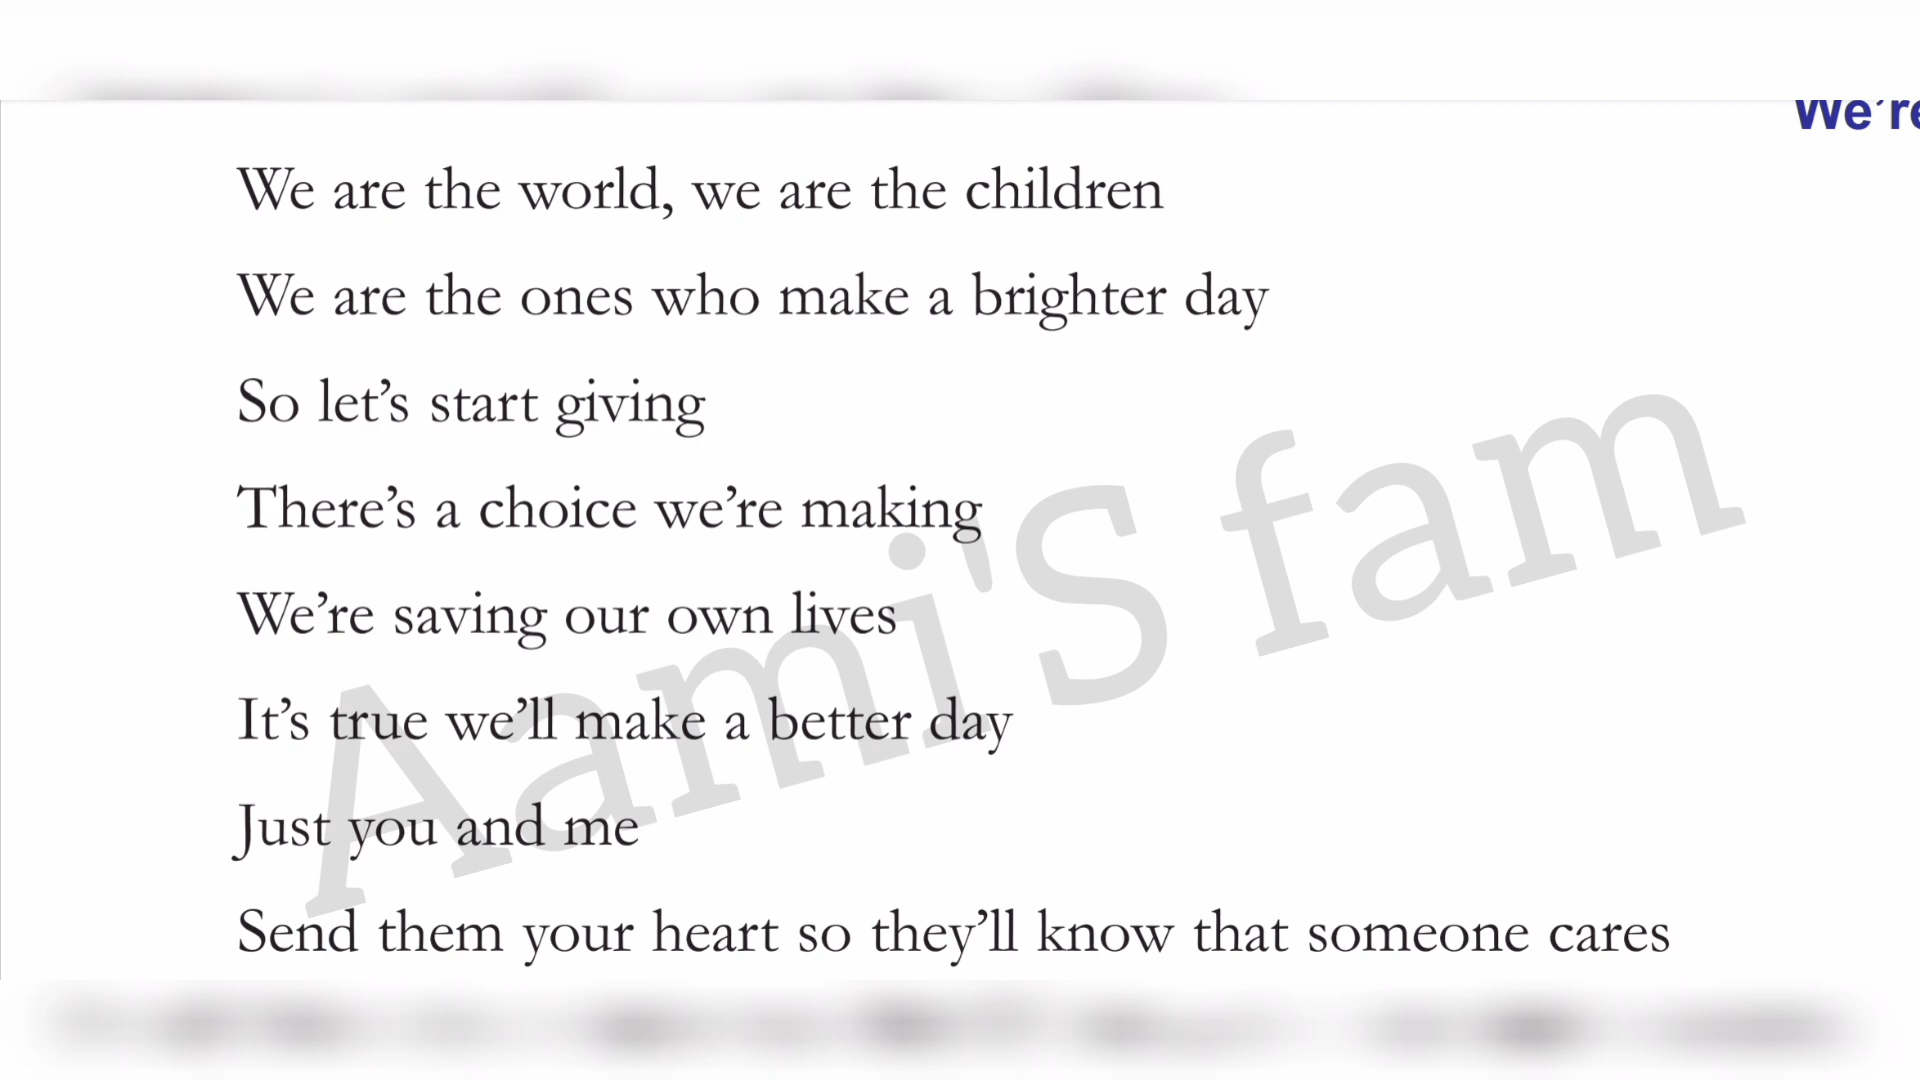 We're
We are the world, we are the children
We are the ones who make a brighter day
So let’s start giving
There’s a choice we’re making
We’re saving our own lives
It’s true we’ll make a better day
Just you and me
Send them your heart so they’ll know that someone cares
Aami'S fam